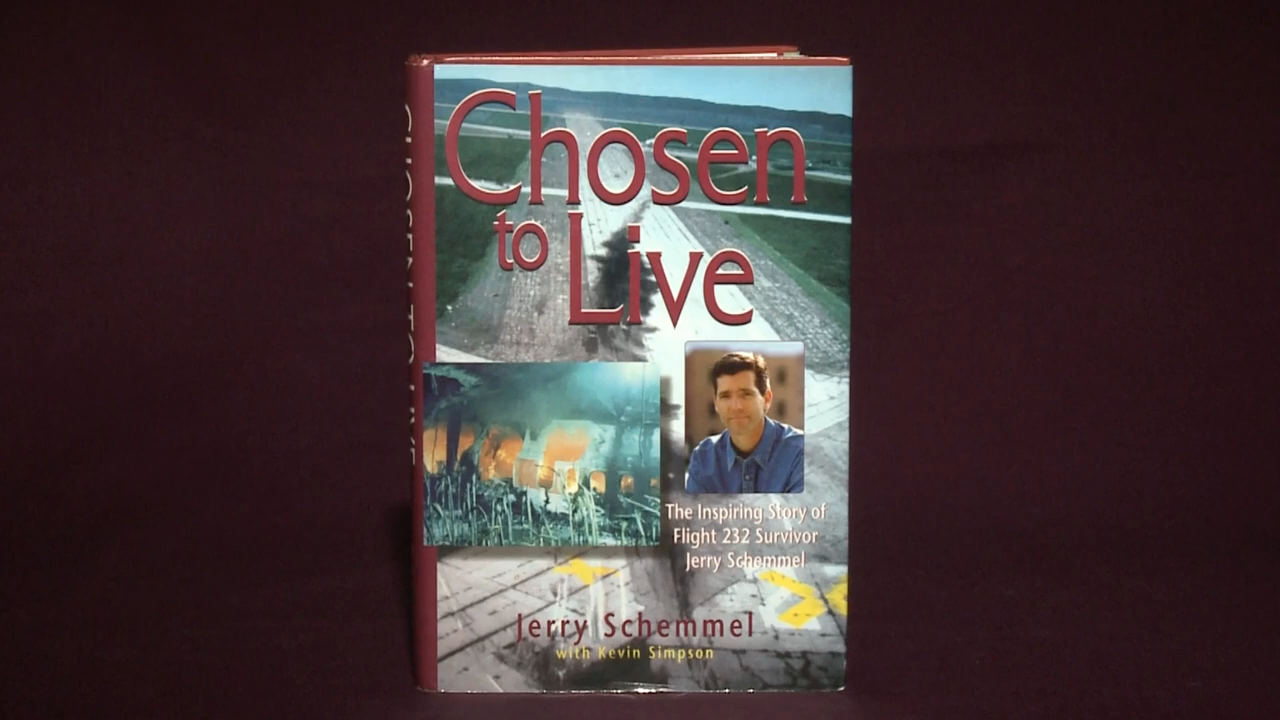 Chosen
to Live
The Inspiring Story of
Flight 232 Survivor
Jerry Schemmel
Jerry Schemmel
with Kevin Simpson
CHOSEN TO LIVE